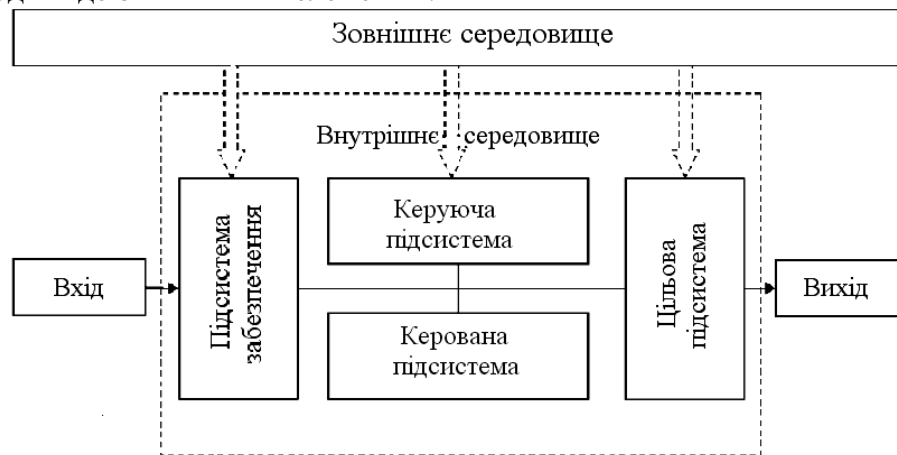 Зовнішнє середовище
Внутрішнє середовище
Вхід
Підсистема
забезпечення
Керуюча
підсистема
Керована
підсистема
Цільова
підсистема
Вихід